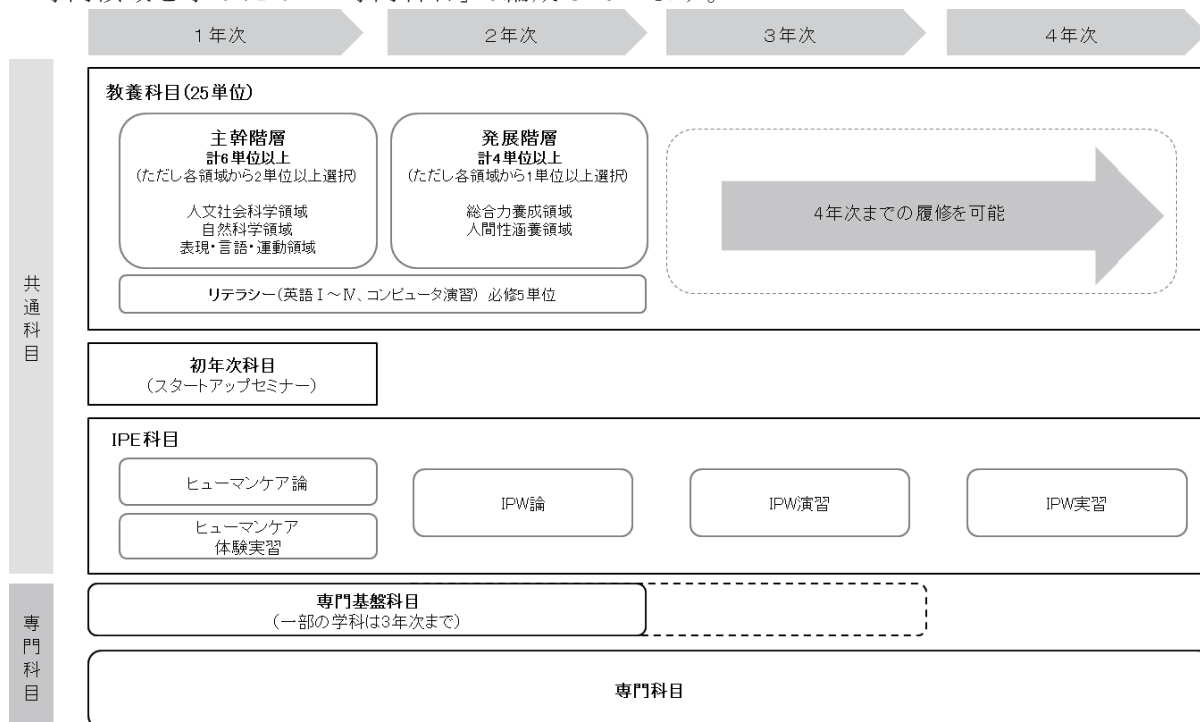 1年次
2年次
3年次
4年次
共通科目
教養科目(25単位)
主幹階層
計6単位以上
(ただし各領域から2単位以上選択)
人文社会科学領域
自然科学領域
表現・言語・運動領域
発展階層
計4単位以上
(ただし各領域から1単位以上選択)
総合力養成領域
人間性涵養領域
4年次までの履修を可能
リテラシー(英語Ⅰ～Ⅳ、コンピュータ演習) 必修5単位
初年次科目
(スタートアップセミナー)
IPE科目
ヒューマンケア論
ヒューマンケア
体験実習
IPW論
IPW演習
IPW実習
専門科目
専門基盤科目
(一部の学科は3年次まで)
専門科目